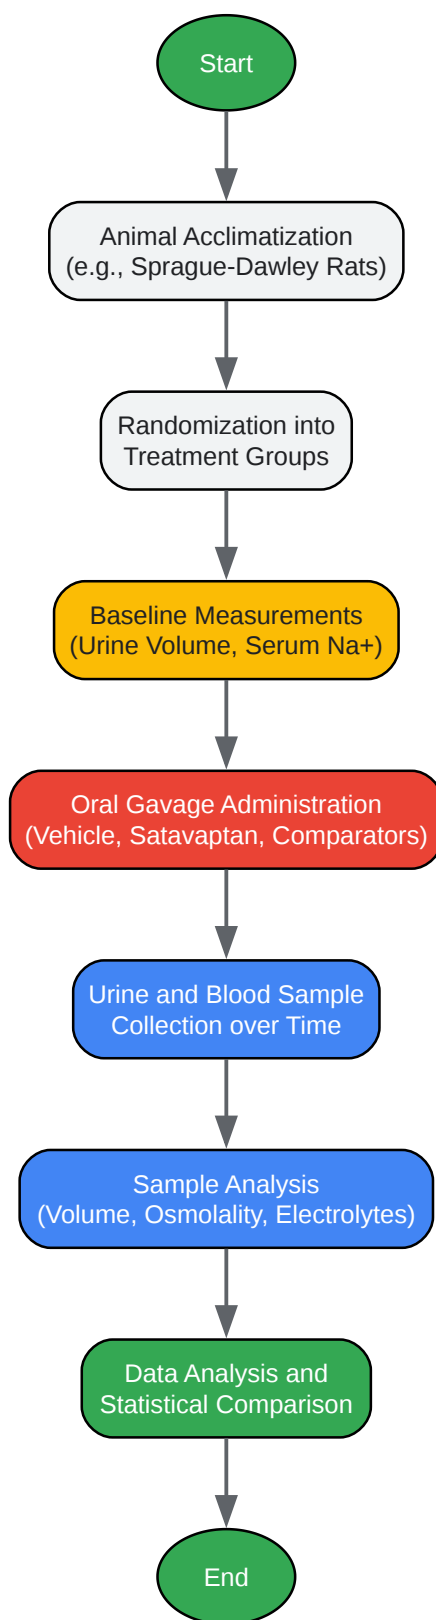 Start
Animal Acclimatization
(e.g., Sprague-Dawley Rats)
Randomization into
Treatment Groups
Baseline Measurements
(Urine Volume, Serum Na+)
Oral Gavage Administration
(Vehicle, Satavaptan, Comparators)
Urine and Blood Sample
Collection over Time
Sample Analysis
(Volume, Osmolality, Electrolytes)
Data Analysis and
Statistical Comparison
End